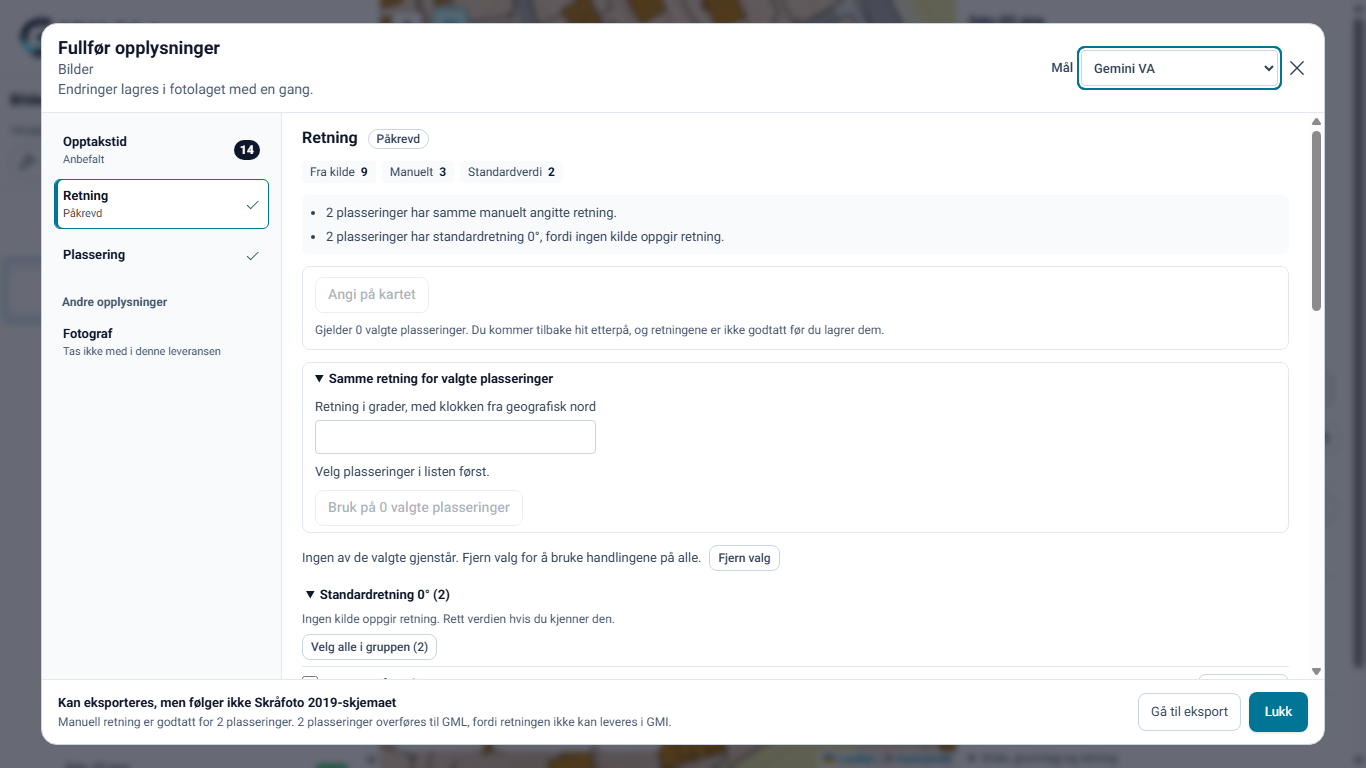 Fullfør opplysninger
Bilder
Endringer lagres i fotolaget med en gang.
Mål
Gemini VA
Opptakstid
Anbefalt
14
Retning
Påkrevd
Plassering
Andre opplysninger
Fotograf
Tas ikke med i denne leveransen
Retning Påkrevd
Fra kilde 9 Manuelt 3 Standardverdi 2
• 2 plasseringer har samme manuelt angitte retning.
• 2 plasseringer har standardretning 0°, fordi ingen kilde oppgir retning.
Angi på kartet
Gjelder 0 valgte plasseringer. Du kommer tilbake hit etterpå, og retningene er ikke godtatt før du lagrer dem.
▼ Samme retning for valgte plasseringer
Retning i grader, med klokken fra geografisk nord
Velg plasseringer i listen først.
Bruk på 0 valgte plasseringer
Ingen av de valgte gjenstår. Fjern valg for å bruke handlingene på alle. Fjern valg
▼ Standardretning 0° (2)
Ingen kilde oppgir retning. Rett verdien hvis du kjenner den.
Velg alle i gruppen (2)
Kan eksporteres, men følger ikke Skråfoto 2019-skjemaet
Manuell retning er godtatt for 2 plasseringer. 2 plasseringer overføres til GML, fordi retningen ikke kan leveres i GMI.
Gå til eksport
Lukk